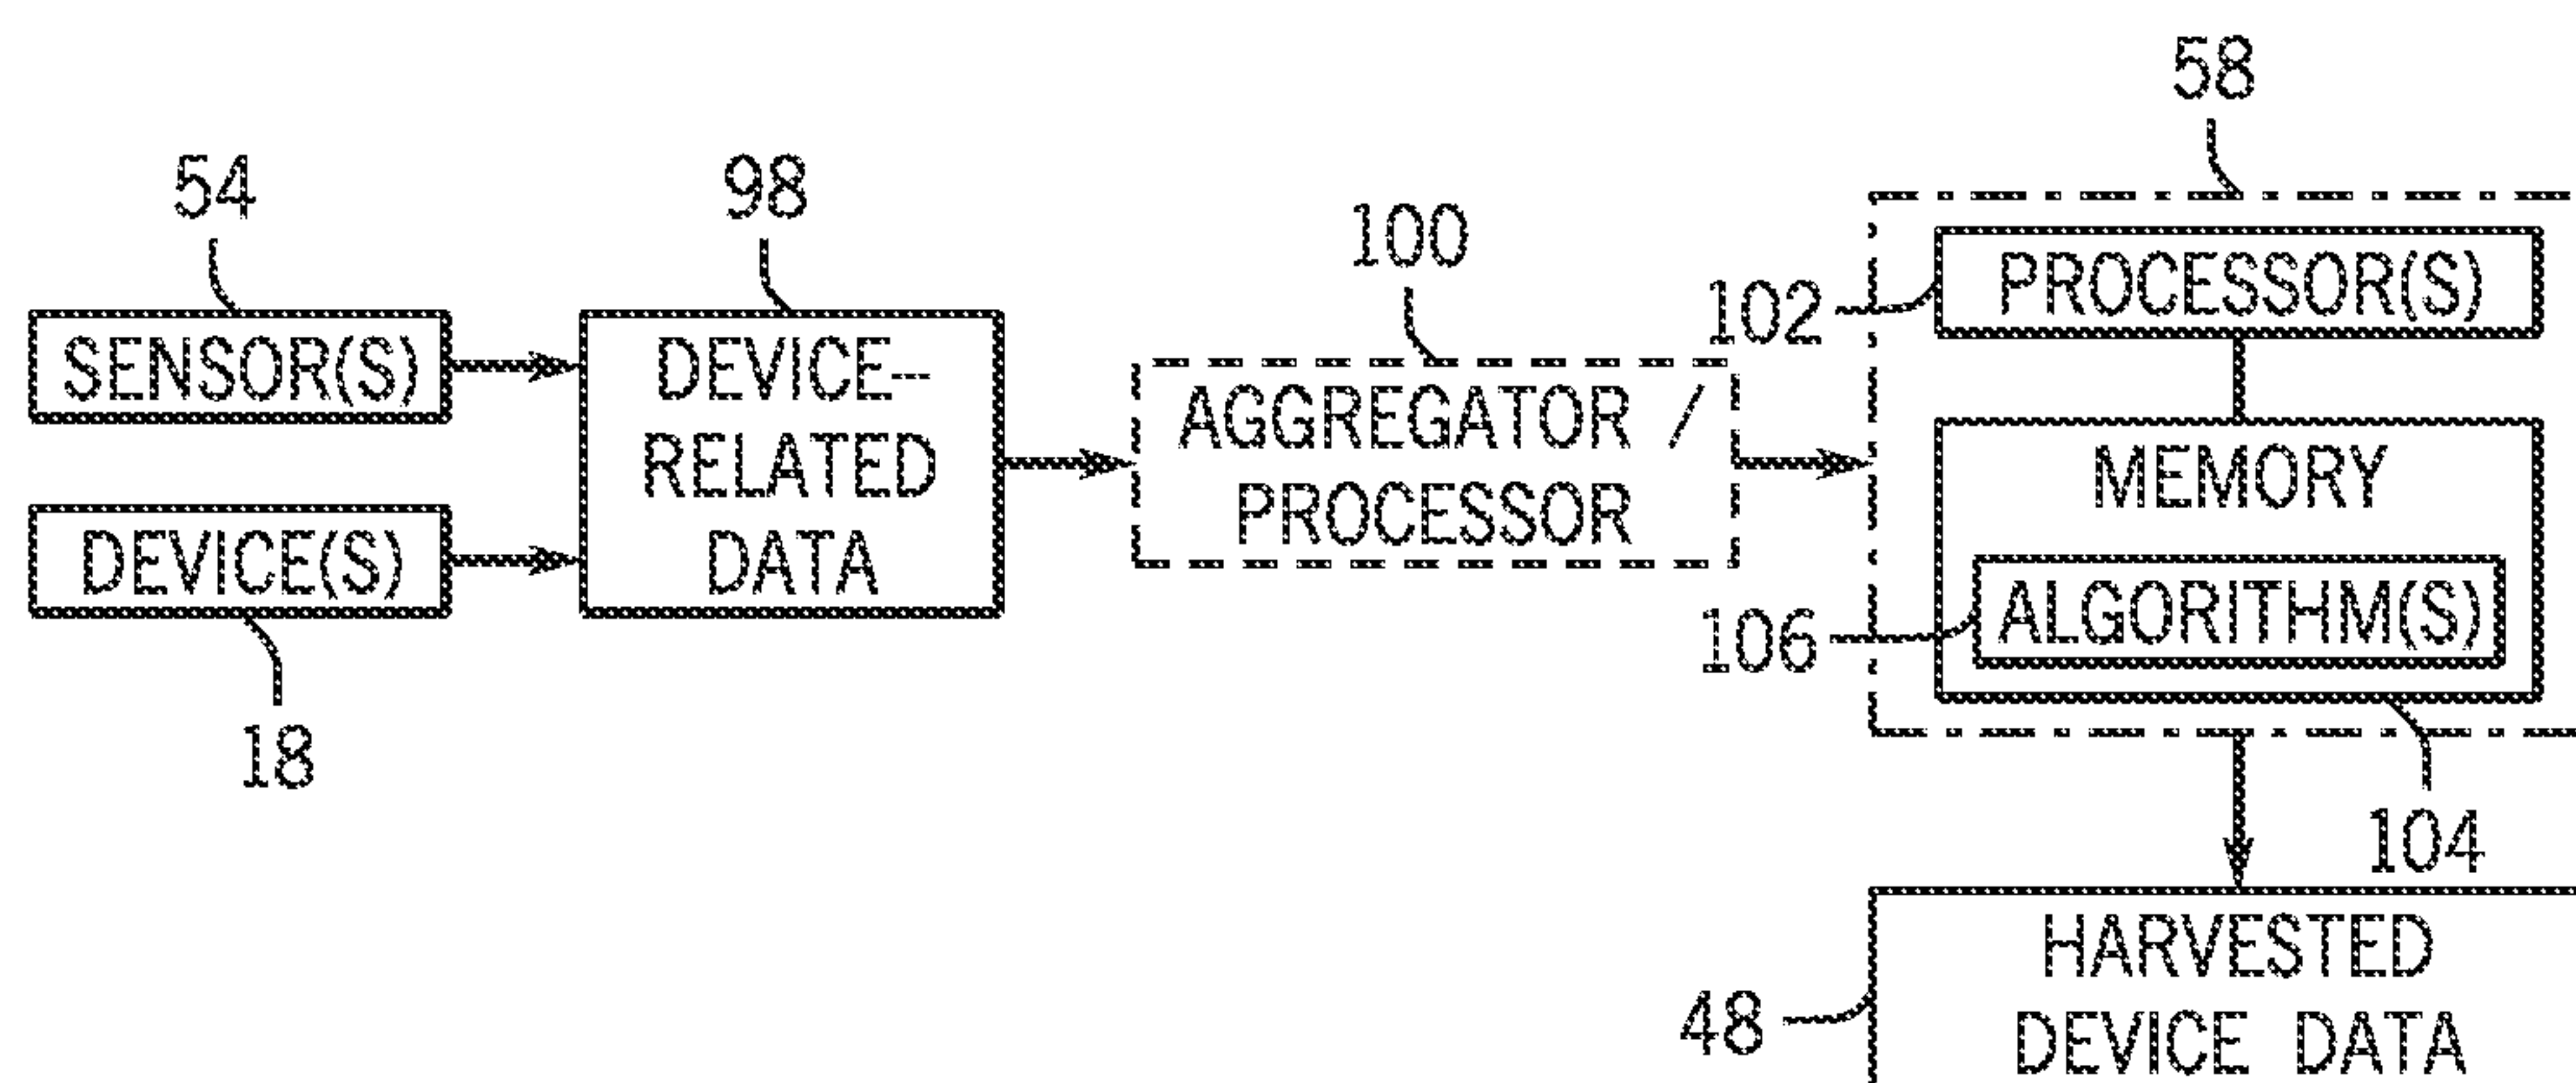 58
54
98
100
PROCESSOR(S)
102
SENSOR(S)
DEVICE-
AGGREGATOR /
RELATED
MEMORY
PROCESSOR
DEVICE(S)
DATA
ALGORITHM(S)
106
18
104
HARVESTED
48
DEVICE DATA